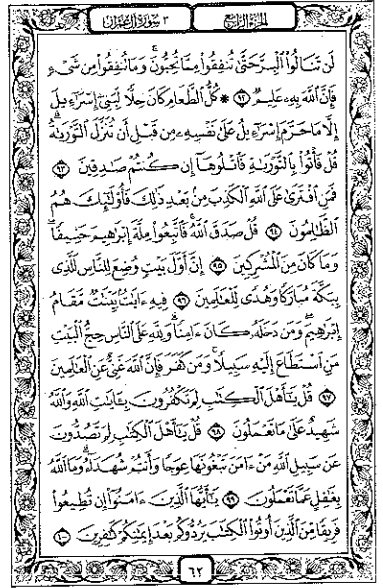 الجزء الرابع ٣ سورة آل عمران
لَن تَنَالُوا۟ ٱلْبِرَّ حَتَّىٰ تُنفِقُوا۟ مِمَّا تُحِبُّونَ ۚ وَمَا تُنفِقُوا۟ مِن شَىْءٍ
فَإِنَّ ٱللَّهَ بِهِۦ عَلِيمٌ ٩٢ ۞ كُلُّ ٱلطَّعَامِ كَانَ حِلًّا لِّبَنِىٓ إِسْرَٰٓءِيلَ
إِلَّا مَا حَرَّمَ إِسْرَٰٓءِيلُ عَلَىٰ نَفْسِهِۦ مِن قَبْلِ أَن تُنَزَّلَ ٱلتَّوْرَىٰةُ ۗ
قُلْ فَأْتُوا۟ بِٱلتَّوْرَىٰةِ فَٱتْلُوهَآ إِن كُنتُمْ صَٰدِقِينَ ٩٣
فَمَنِ ٱفْتَرَىٰ عَلَى ٱللَّهِ ٱلْكَذِبَ مِنۢ بَعْدِ ذَٰلِكَ فَأُو۟لَٰٓئِكَ هُمُ
ٱلظَّٰلِمُونَ ٩٤ قُلْ صَدَقَ ٱللَّهُ ۗ فَٱتَّبِعُوا۟ مِلَّةَ إِبْرَٰهِيمَ حَنِيفًا
وَمَا كَانَ مِنَ ٱلْمُشْرِكِينَ ٩٥ إِنَّ أَوَّلَ بَيْتٍ وُضِعَ لِلنَّاسِ لَلَّذِى
بِبَكَّةَ مُبَارَكًا وَهُدًى لِّلْعَٰلَمِينَ ٩٦ فِيهِ ءَايَٰتٌۢ بَيِّنَٰتٌ مَّقَامُ
إِبْرَٰهِيمَ ۖ وَمَن دَخَلَهُۥ كَانَ ءَامِنًا ۗ وَلِلَّهِ عَلَى ٱلنَّاسِ حِجُّ ٱلْبَيْتِ
مَنِ ٱسْتَطَاعَ إِلَيْهِ سَبِيلًا ۚ وَمَن كَفَرَ فَإِنَّ ٱللَّهَ غَنِىٌّ عَنِ ٱلْعَٰلَمِينَ
٩٧ قُلْ يَٰٓأَهْلَ ٱلْكِتَٰبِ لِمَ تَكْفُرُونَ بِـَٔايَٰتِ ٱللَّهِ وَٱللَّهُ
شَهِيدٌ عَلَىٰ مَا تَعْمَلُونَ ٩٨ قُلْ يَٰٓأَهْلَ ٱلْكِتَٰبِ لِمَ تَصُدُّونَ
عَن سَبِيلِ ٱللَّهِ مَنْ ءَامَنَ تَبْغُونَهَا عِوَجًا وَأَنتُمْ شُهَدَآءُ ۗ وَمَا ٱللَّهُ
بِغَٰفِلٍ عَمَّا تَعْمَلُونَ ٩٩ يَٰٓأَيُّهَا ٱلَّذِينَ ءَامَنُوٓا۟ إِن تُطِيعُوا۟
فَرِيقًا مِّنَ ٱلَّذِينَ أُوتُوا۟ ٱلْكِتَٰبَ يَرُدُّوكُم بَعْدَ إِيمَٰنِكُمْ كَٰفِرِينَ ١٠٠
٦٢